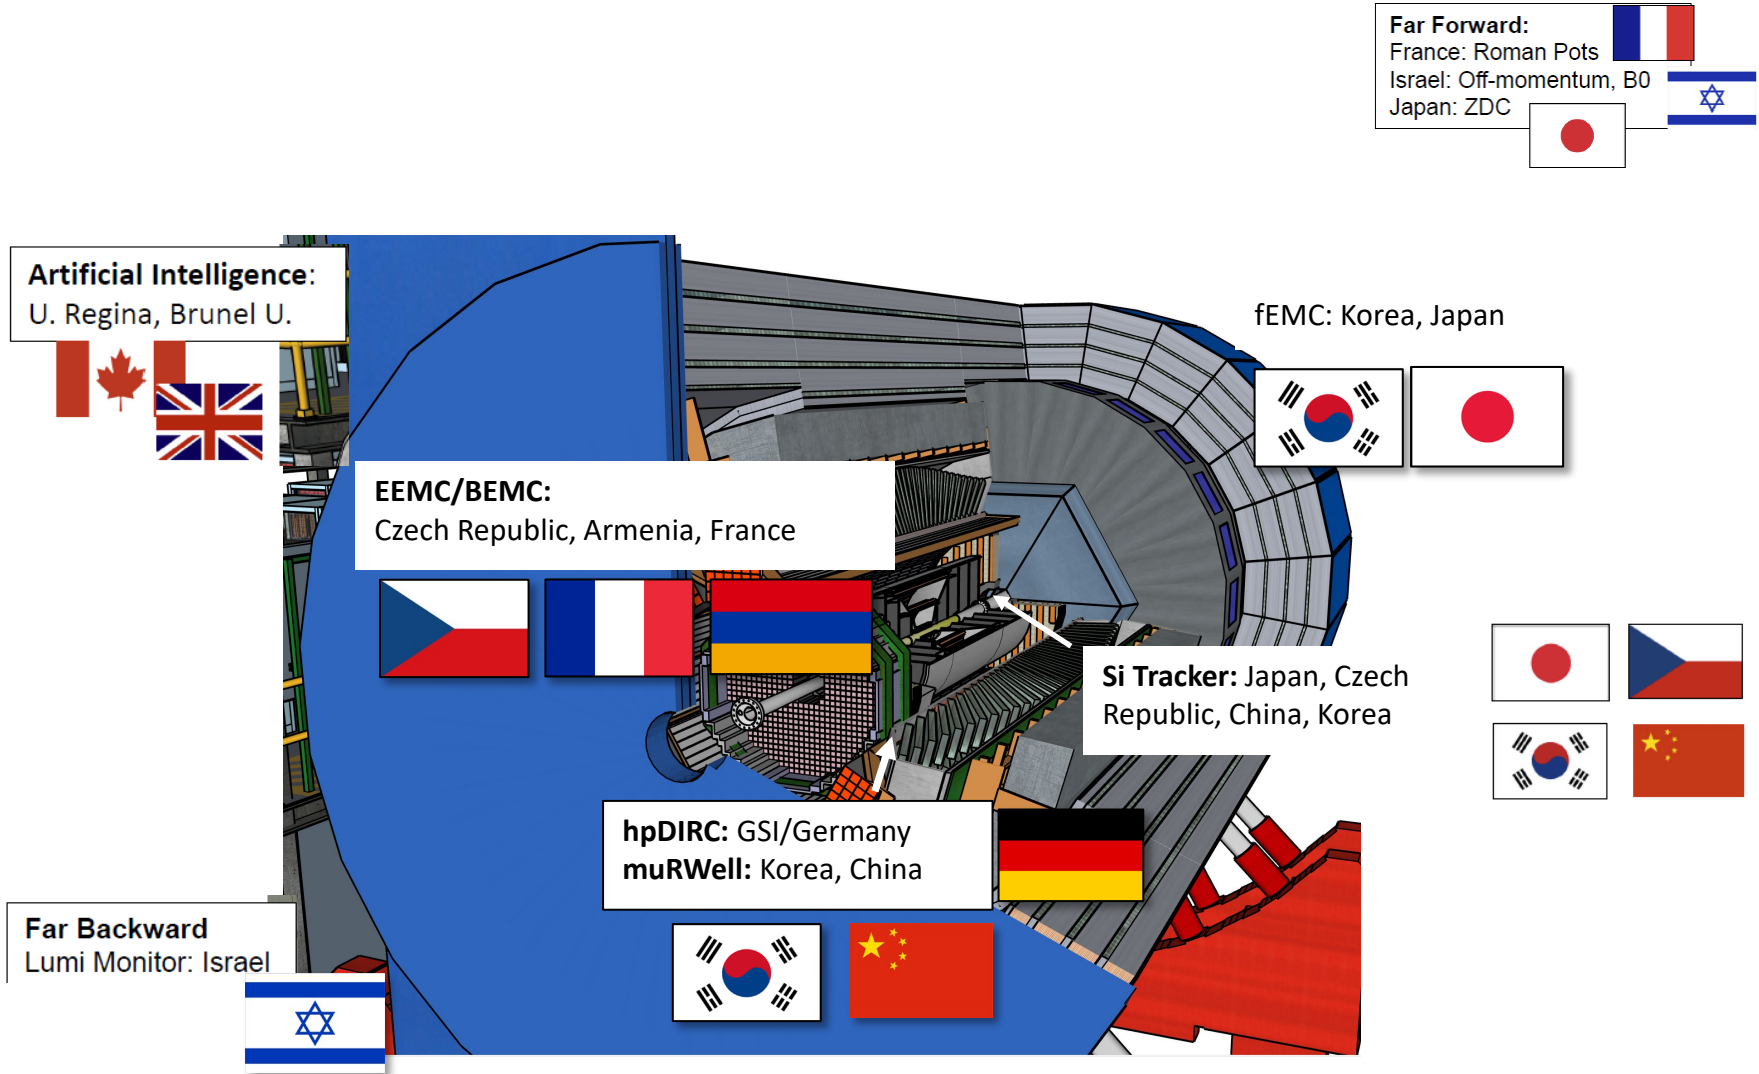 Far Forward:
France: Roman Pots
Israel: Off-momentum, B0
Japan: ZDC
Artificial Intelligence:
U. Regina, Brunel U.
fEMC: Korea, Japan
EEMC/BEMC:
Czech Republic, Armenia, France
Si Tracker: Japan, Czech
Republic, China, Korea
hpDIRC: GSI/Germany
muRWell: Korea, China
Far Backward
Lumi Monitor: Israel